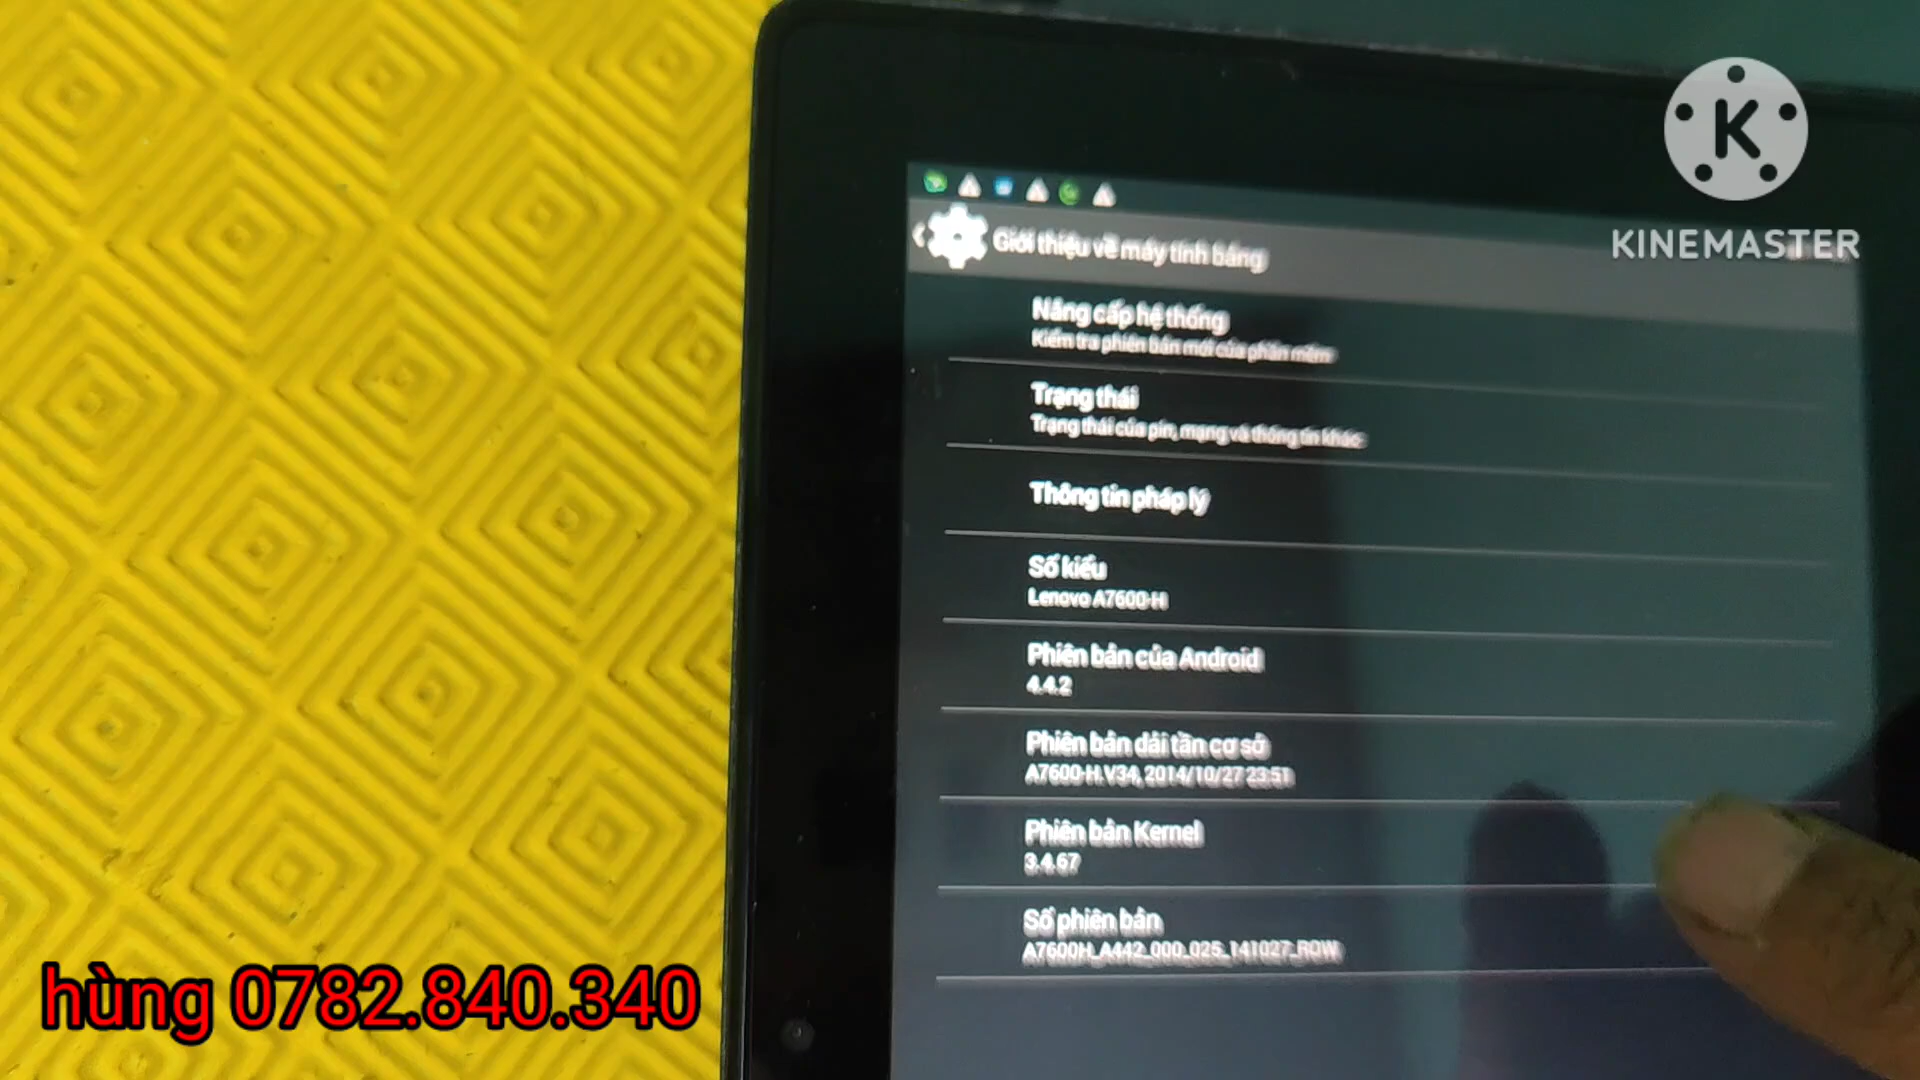 K
KINEMASTER
Giới thiệu về máy tính bảng
Nâng cấp hệ thống
Kiểm tra phiên bản mới của phần mềm
Trạng thái
Trạng thái của pin, mạng và thông tin khác
Thông tin pháp lý
Số kiểu
Lenovo A7600-H
Phiên bản của Android
4.4.2
Phiên bản dải tần cơ sở
A7600-H.V34, 2014/10/27 23:51
Phiên bản Kernel
3.4.67
Số phiên bản
A7600H_A442_000_025_141027_ROW
hùng 0782.840.340